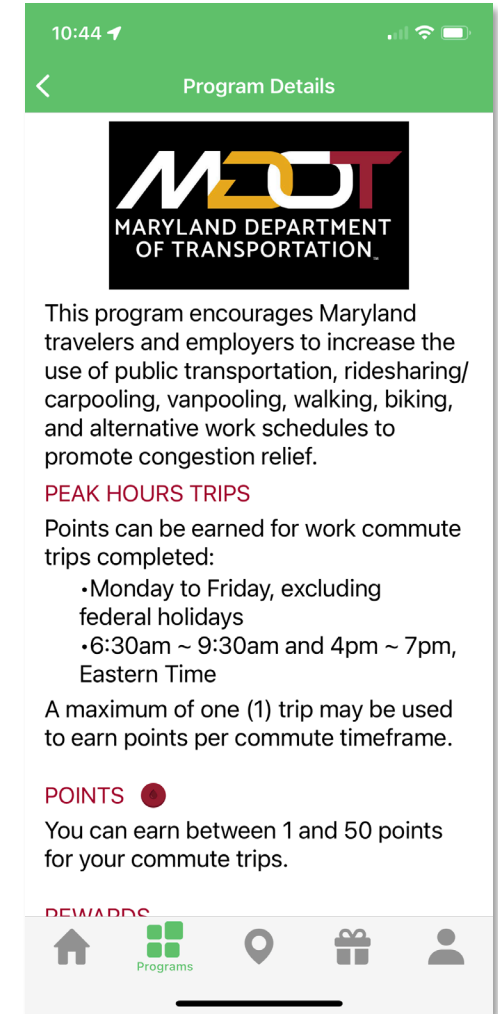 10:44
Program Details
MDOT
MARYLAND DEPARTMENT
OF TRANSPORTATION™
This program encourages Maryland
travelers and employers to increase the
use of public transportation, ridesharing/
carpooling, vanpooling, walking, biking,
and alternative work schedules to
promote congestion relief.
PEAK HOURS TRIPS
Points can be earned for work commute
trips completed:
•Monday to Friday, excluding
federal holidays
•6:30am ~ 9:30am and 4pm ~ 7pm,
Eastern Time
A maximum of one (1) trip may be used
to earn points per commute timeframe.
POINTS
You can earn between 1 and 50 points
for your commute trips.
REWARDS
Programs